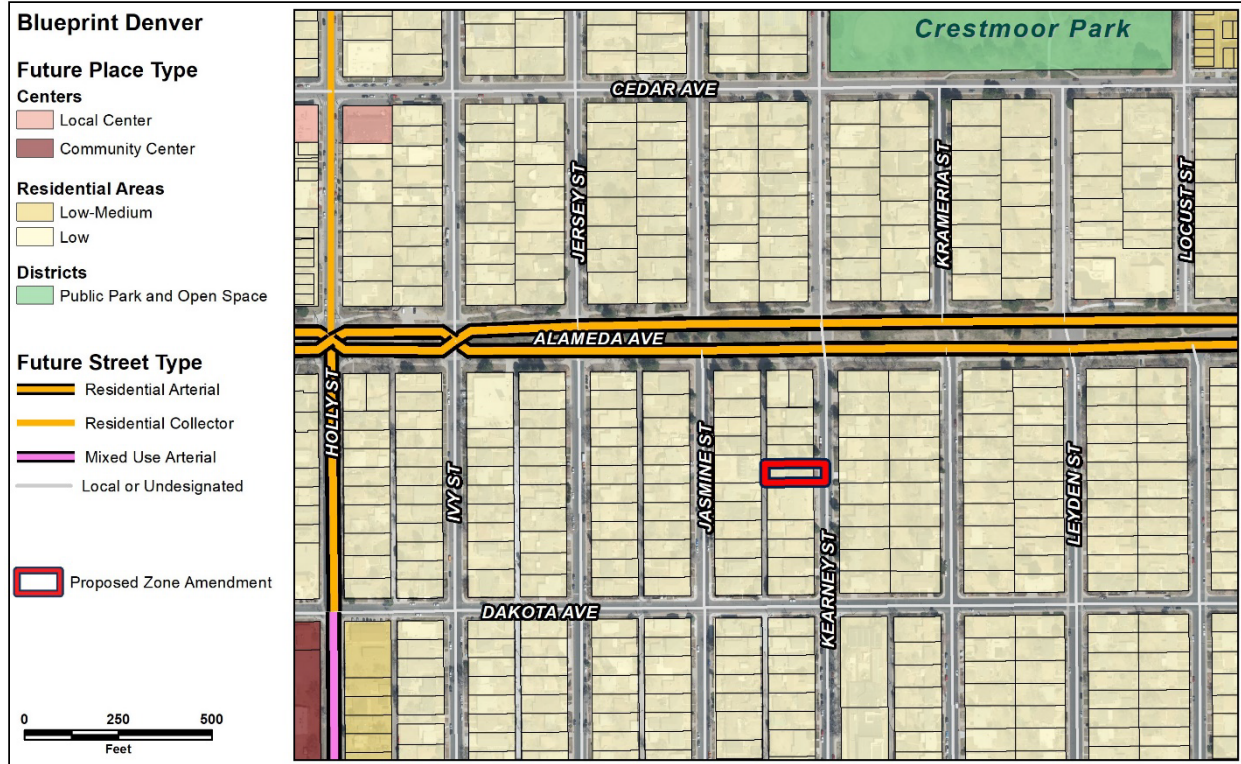 Blueprint Denver
Future Place Type
Centers
Local Center
Community Center
Residential Areas
Low-Medium
Low
Districts
Public Park and Open Space
Future Street Type
Residential Arterial
Residential Collector
Mixed Use Arterial
Local or Undesignated
Proposed Zone Amendment
0 250 500
Feet
Crestmoor Park
CEDAR AVE
JERSEY ST
KRAMERIA ST
LOCUST ST
ALAMEDA AVE
HOLLY ST
IVY ST
JASMINE ST
KEARNEY ST
LEYDEN ST
DAKOTA AVE